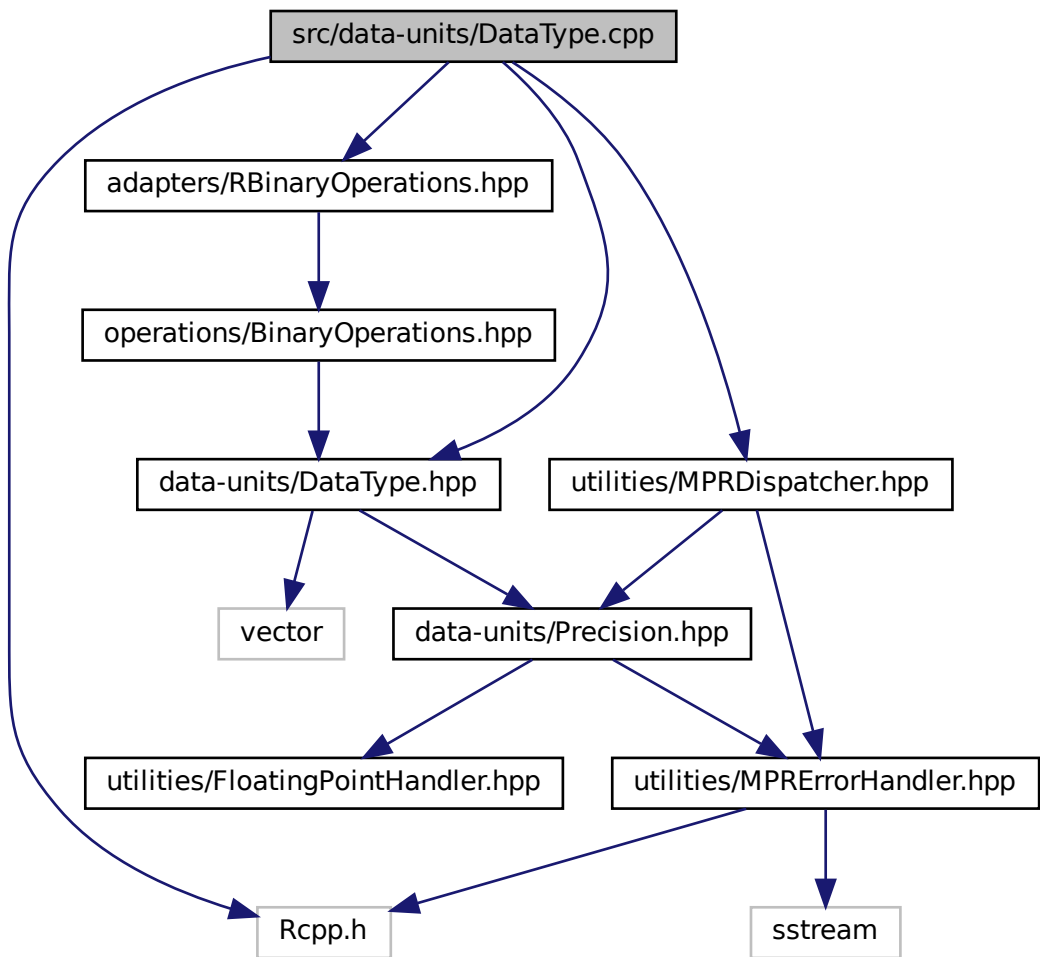 src/data-units/DataType.cpp
adapters/RBinaryOperations.hpp
operations/BinaryOperations.hpp
data-units/DataType.hpp
utilities/MPRDispatcher.hpp
vector
data-units/Precision.hpp
utilities/FloatingPointHandler.hpp
utilities/MPRErrorHandler.hpp
Rcpp.h
sstream